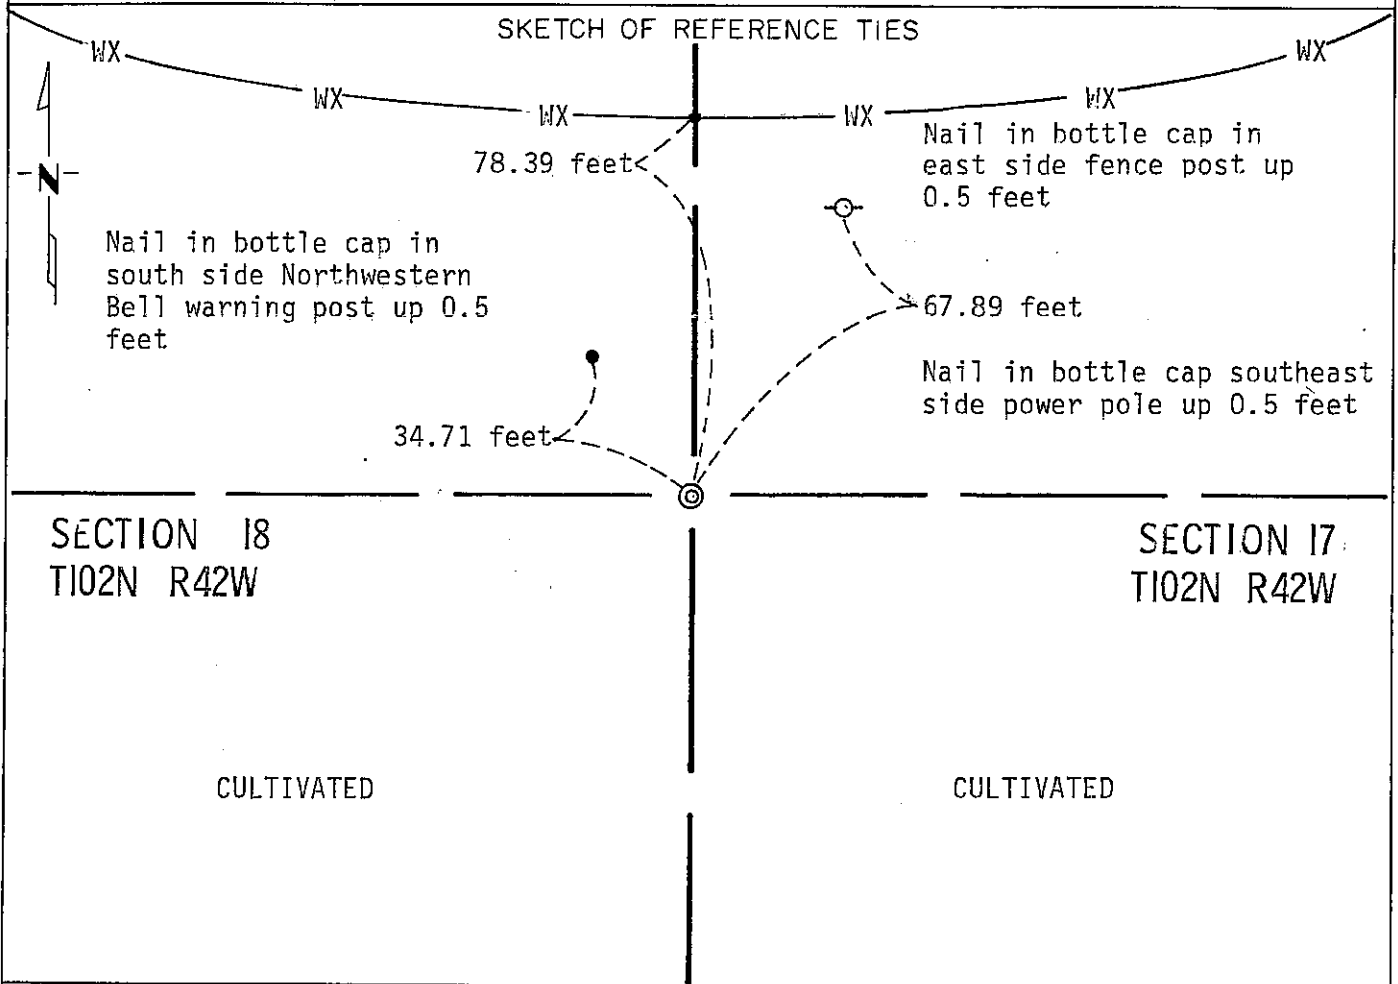 SKETCH OF REFERENCE TIES
WX
WX
WX
WX
WX
WX
N
78.39 feet
Nail in bottle cap in
east side fence post up
0.5 feet
Nail in bottle cap in
south side Northwestern
Bell warning post up 0.5
feet
67.89 feet
Nail in bottle cap southeast
side power pole up 0.5 feet
34.71 feet
SECTION 18
T102N R42W
SECTION 17
T102N R42W
CULTIVATED
CULTIVATED